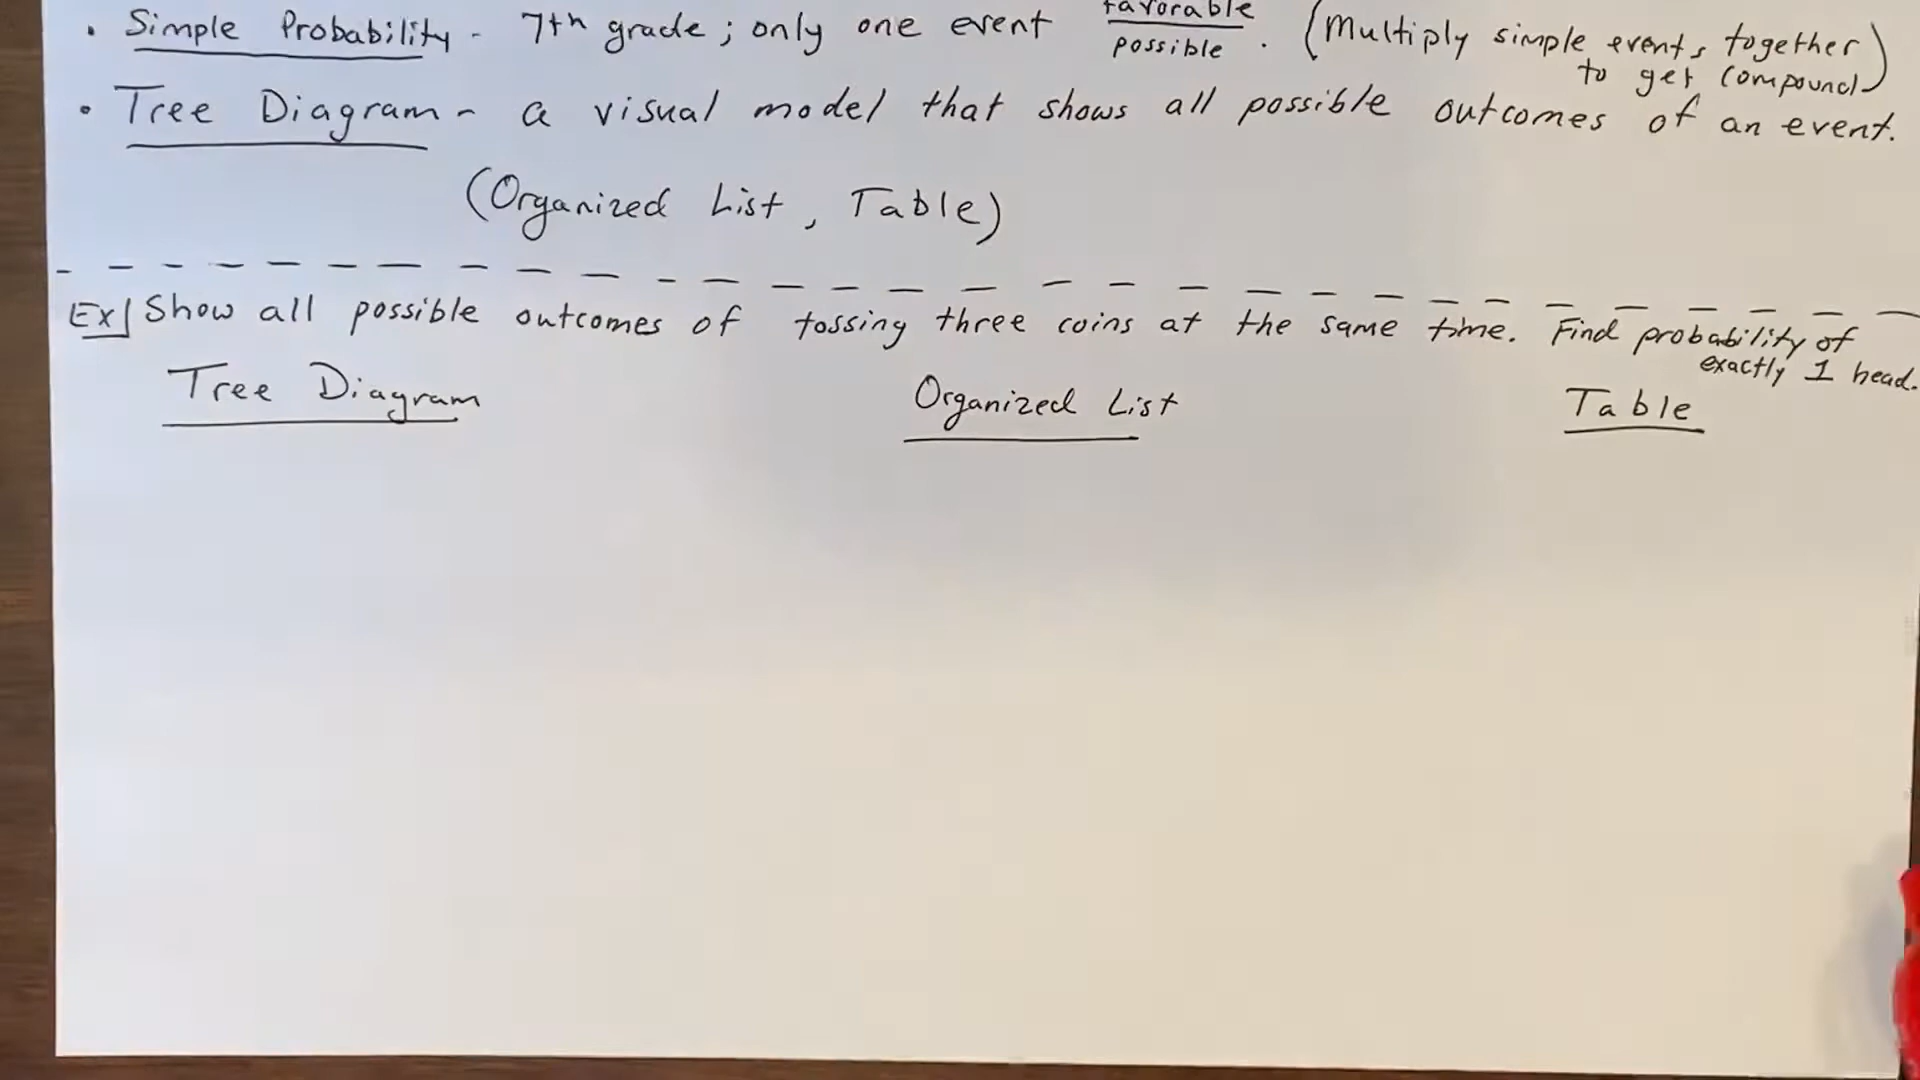 • Simple Probability - 7th grade; only one event favorable/possible. (Multiply simple events together to get compound)
• Tree Diagram - a visual model that shows all possible outcomes of an event.
(Organized List, Table)
Ex| Show all possible outcomes of tossing three coins at the same time. Find probability of exactly 1 head.
Tree Diagram Organized List Table